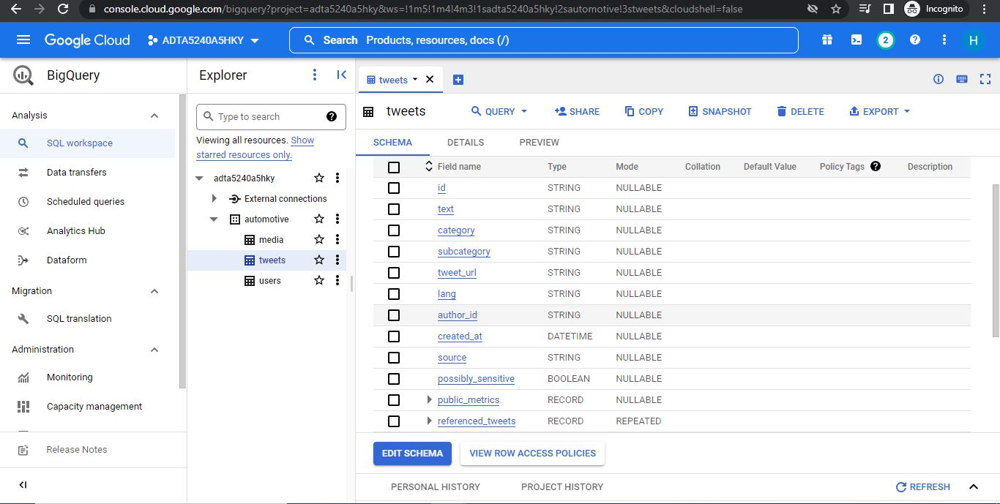 console.cloud.google.com/bigquery?project=adta5240a5hky&ws=!1m5!1m4!4m3!1sadta5240a5hky!2sautomotive!3stweets&cloudshell=false
Incognito
Google Cloud
ADTA5240A5HKY
Search Products, resources, docs (/)
2
?
H
BigQuery
Analysis
SQL workspace
Data transfers
Scheduled queries
Analytics Hub
Dataform
Migration
SQL translation
Administration
Monitoring
Capacity management
Release Notes
Explorer
Type to search
?
Viewing all resources. Show
starred resources only.
adta5240a5hky
External connections
automotive
media
tweets
users
tweets
tweets
QUERY
SHARE
COPY
SNAPSHOT
DELETE
EXPORT
SCHEMA DETAILS PREVIEW
Field name Type Mode Collation Default Value Policy Tags ? Description
id STRING NULLABLE
text STRING NULLABLE
category STRING NULLABLE
subcategory STRING NULLABLE
tweet_url STRING NULLABLE
lang STRING NULLABLE
author_id STRING NULLABLE
created_at DATETIME NULLABLE
source STRING NULLABLE
possibly_sensitive BOOLEAN NULLABLE
public_metrics RECORD NULLABLE
referenced_tweets RECORD REPEATED
EDIT SCHEMA VIEW ROW ACCESS POLICIES
PERSONAL HISTORY PROJECT HISTORY REFRESH